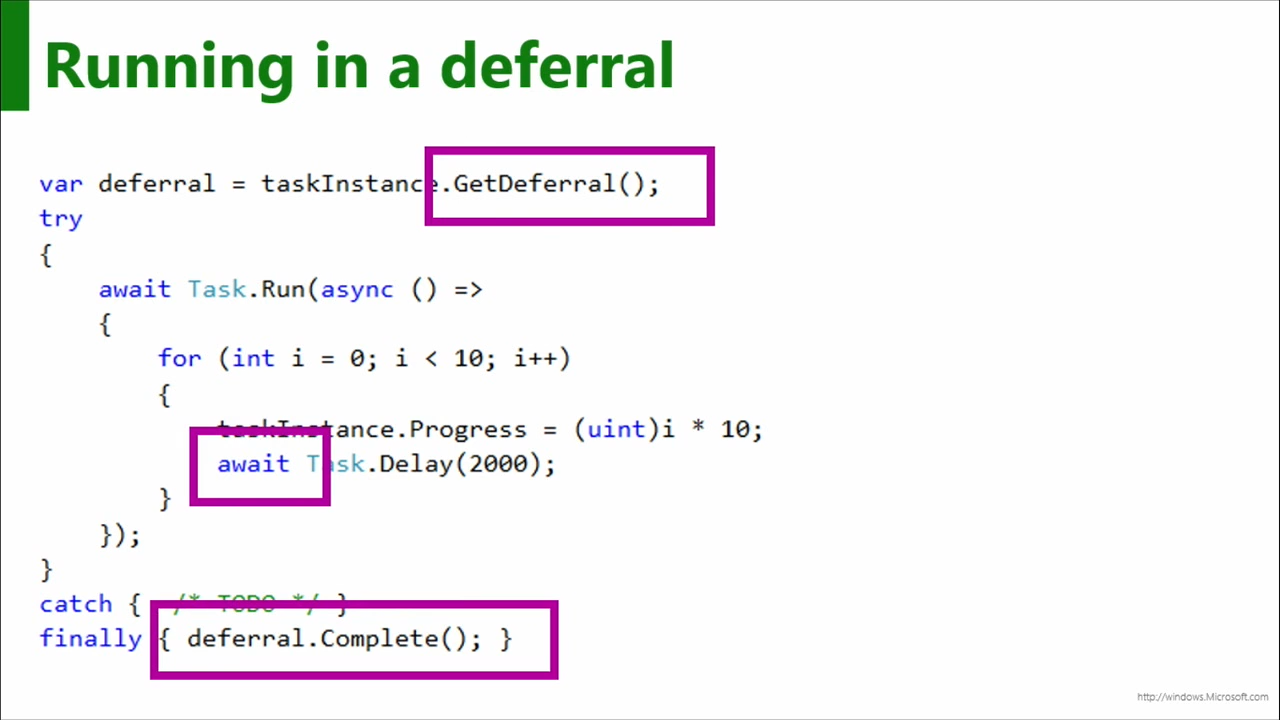 Running in a deferral
var deferral = taskInstance.GetDeferral();
try
{
await Task.Run(async () =>
{
for (int i = 0; i < 10; i++)
{
taskInstance.Progress = (uint)i * 10;
await Task.Delay(2000);
}
});
}
catch { /* TODO */ }
finally { deferral.Complete(); }
http://windows.Microsoft.com